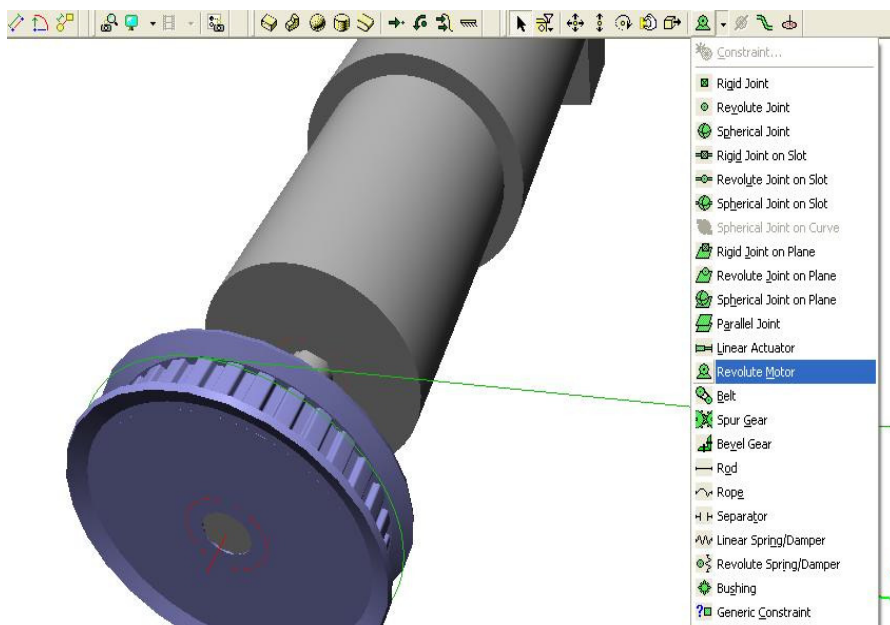 Constraint...
Rigid Joint
Revolute Joint
Spherical Joint
Rigid Joint on Slot
Revolute Joint on Slot
Spherical Joint on Slot
Spherical Joint on Curve
Rigid Joint on Plane
Revolute Joint on Plane
Spherical Joint on Plane
Parallel Joint
Linear Actuator
Revolute Motor
Belt
Spur Gear
Bevel Gear
Rod
Rope
Separator
Linear Spring/Damper
Revolute Spring/Damper
Bushing
Generic Constraint